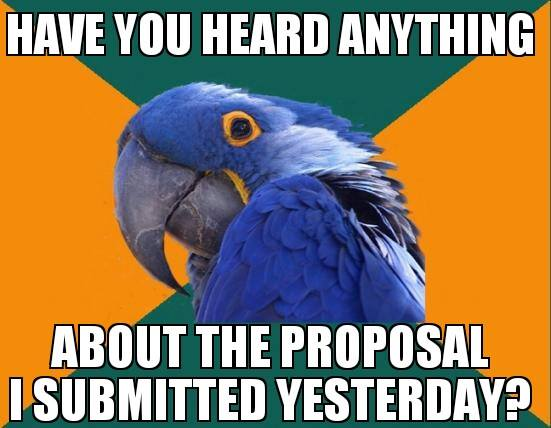 HAVE YOU HEARD ANYTHING
ABOUT THE PROPOSAL
I SUBMITTED YESTERDAY?